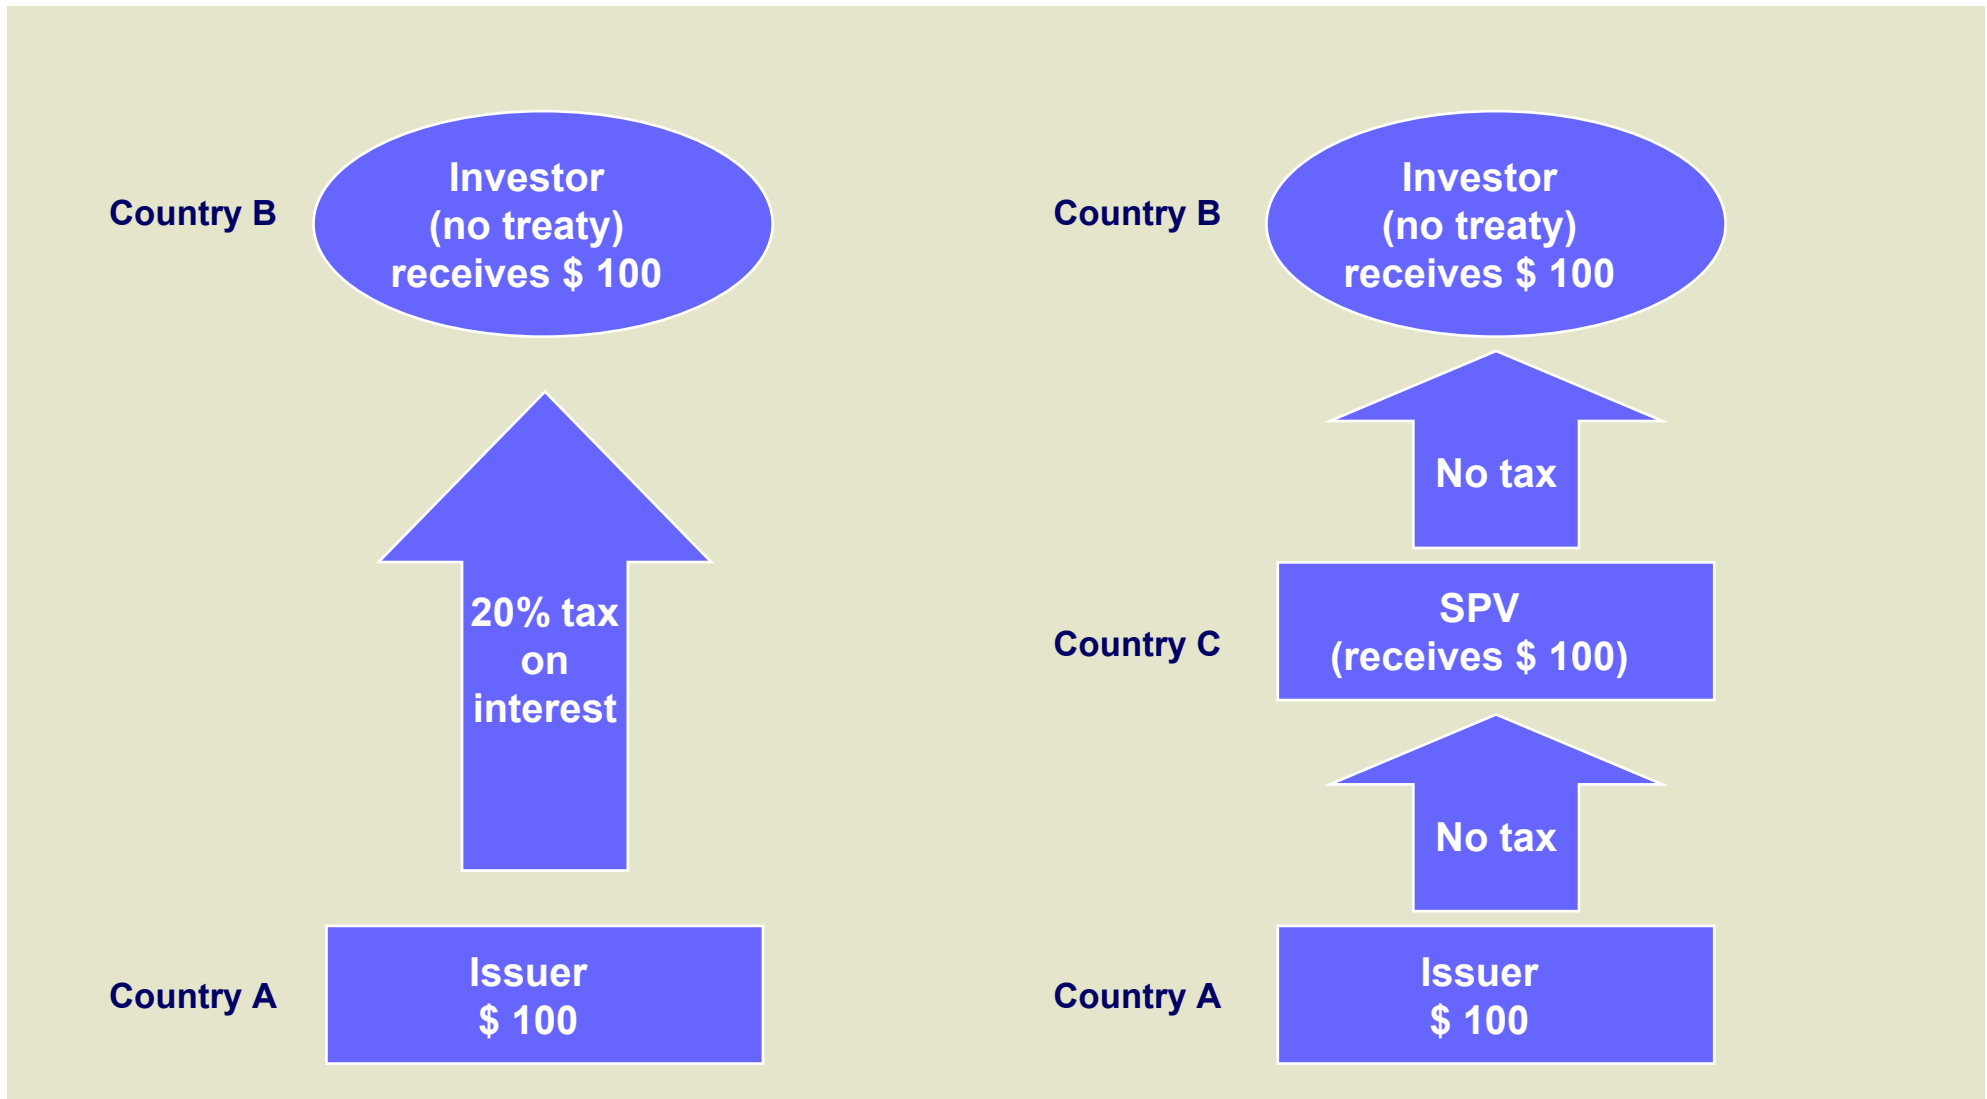 Country B
Investor
(no treaty)
receives $ 100
20% tax
on
interest
Country A
Issuer
$ 100
Country B
Investor
(no treaty)
receives $ 100
No tax
Country C
SPV
(receives $ 100)
No tax
Country A
Issuer
$ 100